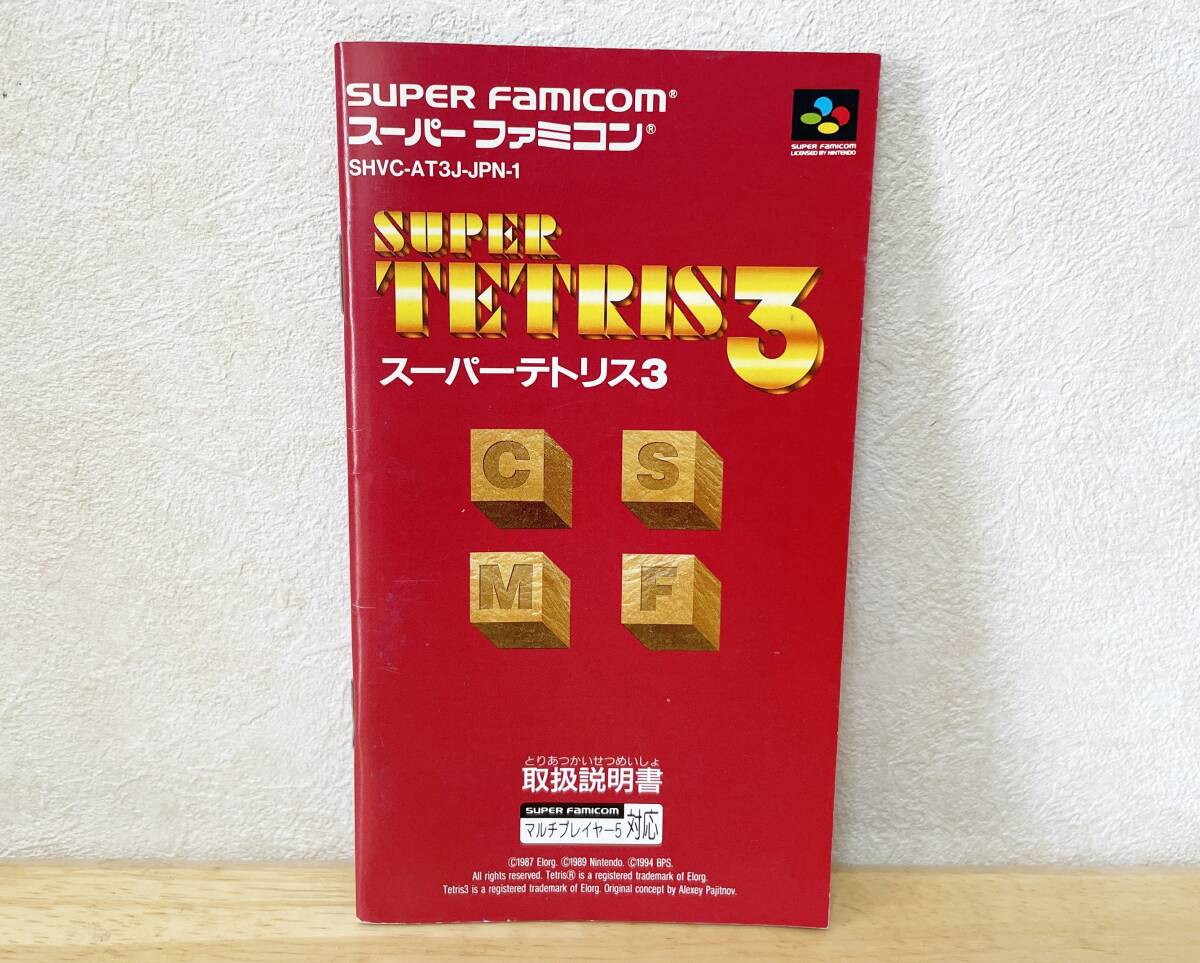 SUPER FAMICOM®
スーパーファミコン®
SHVC-AT3J-JPN-1
SUPER FAMICOM
LICENSED BY NINTENDO
SUPER
TETRIS 3
スーパーテトリス3
C S
M F
とりあつかいせつめいしょ
取扱説明書
SUPER FAMICOM
マルチプレイヤー5 対応
©1987 Elorg. ©1989 Nintendo. ©1994 BPS.
All rights reserved. Tetris® is a registered trademark of Elorg.
Tetris3 is a registered trademark of Elorg. Original concept by Alexey Pajitnov.